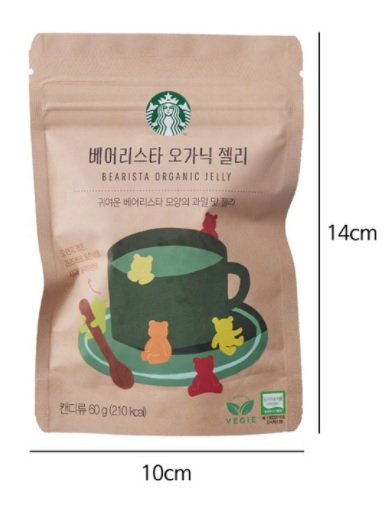 베어리스타 오가닉 젤리
BEARISTA ORGANIC JELLY
귀여운 베어리스타 모양의 과일 맛 젤리
14cm
캔디류 60 g (210 kcal)
VEGIE
10cm